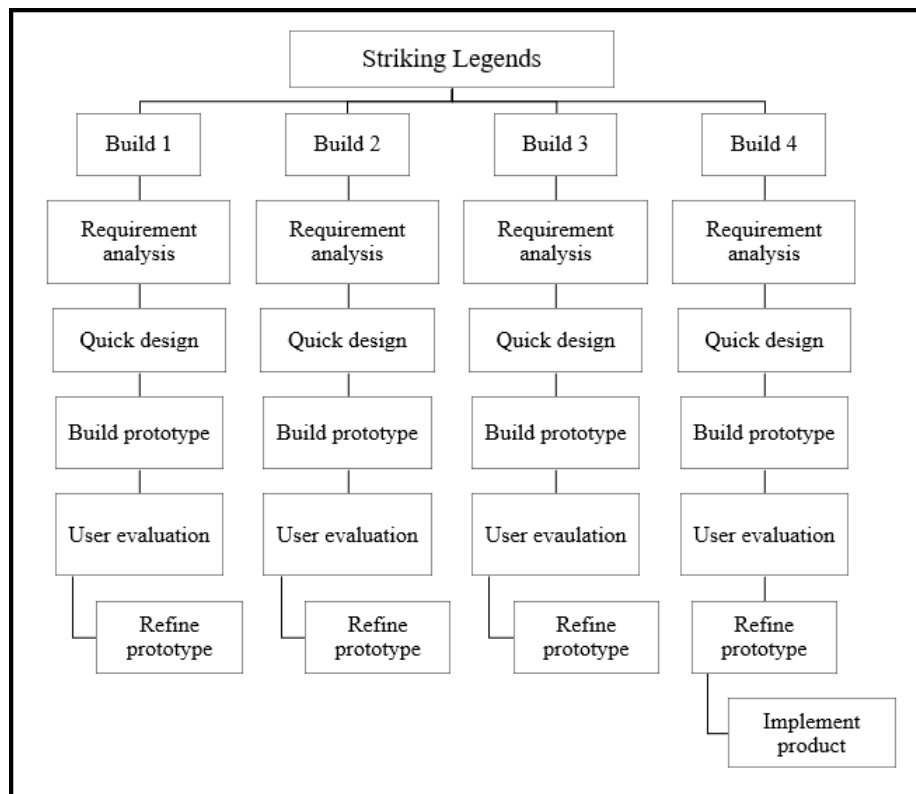 Striking Legends
Build 1
Build 2
Build 3
Build 4
Requirement
analysis
Requirement
analysis
Requirement
analysis
Requirement
analysis
Quick design
Quick design
Quick design
Quick design
Build prototype
Build prototype
Build prototype
Build prototype
User evaluation
User evaluation
User evaulation
User evaluation
Refine
prototype
Refine
prototype
Refine
prototype
Refine
prototype
Implement
product